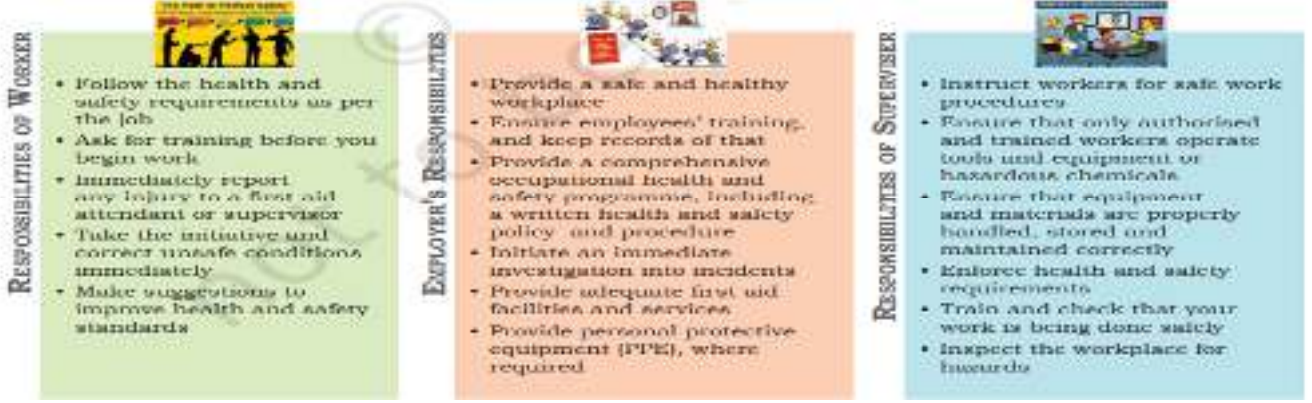 RESPONSIBILITIES OF WORKER
• Follow the health and
safety requirements as per
the job
• Ask for training before you
begin work
• Immediately report
any injury to a first aid
attendant or supervisor
• Take the initiative and
correct unsafe conditions
immediately
• Make suggestions to
improve health and safety
standards
EMPLOYER'S RESPONSIBILITIES
• Provide a safe and healthy
workplace
• Ensure employees' training,
and keep records of that
• Provide a comprehensive
occupational health and
safety programme, including
a written health and safety
policy and procedure
• Initiate an immediate
investigation into incidents
• Provide adequate first aid
facilities and services
• Provide personal protective
equipment (PPE), where
required
RESPONSIBILITIES OF SUPERVISER
• Instruct workers for safe work
procedures
• Ensure that only authorised
and trained workers operate
tools and equipment or
hazardous chemicals
• Ensure that equipment
and materials are properly
handled, stored and
maintained correctly
• Enforce health and safety
requirements
• Train and check that your
work is being done safely
• Inspect the workplace for
hazards